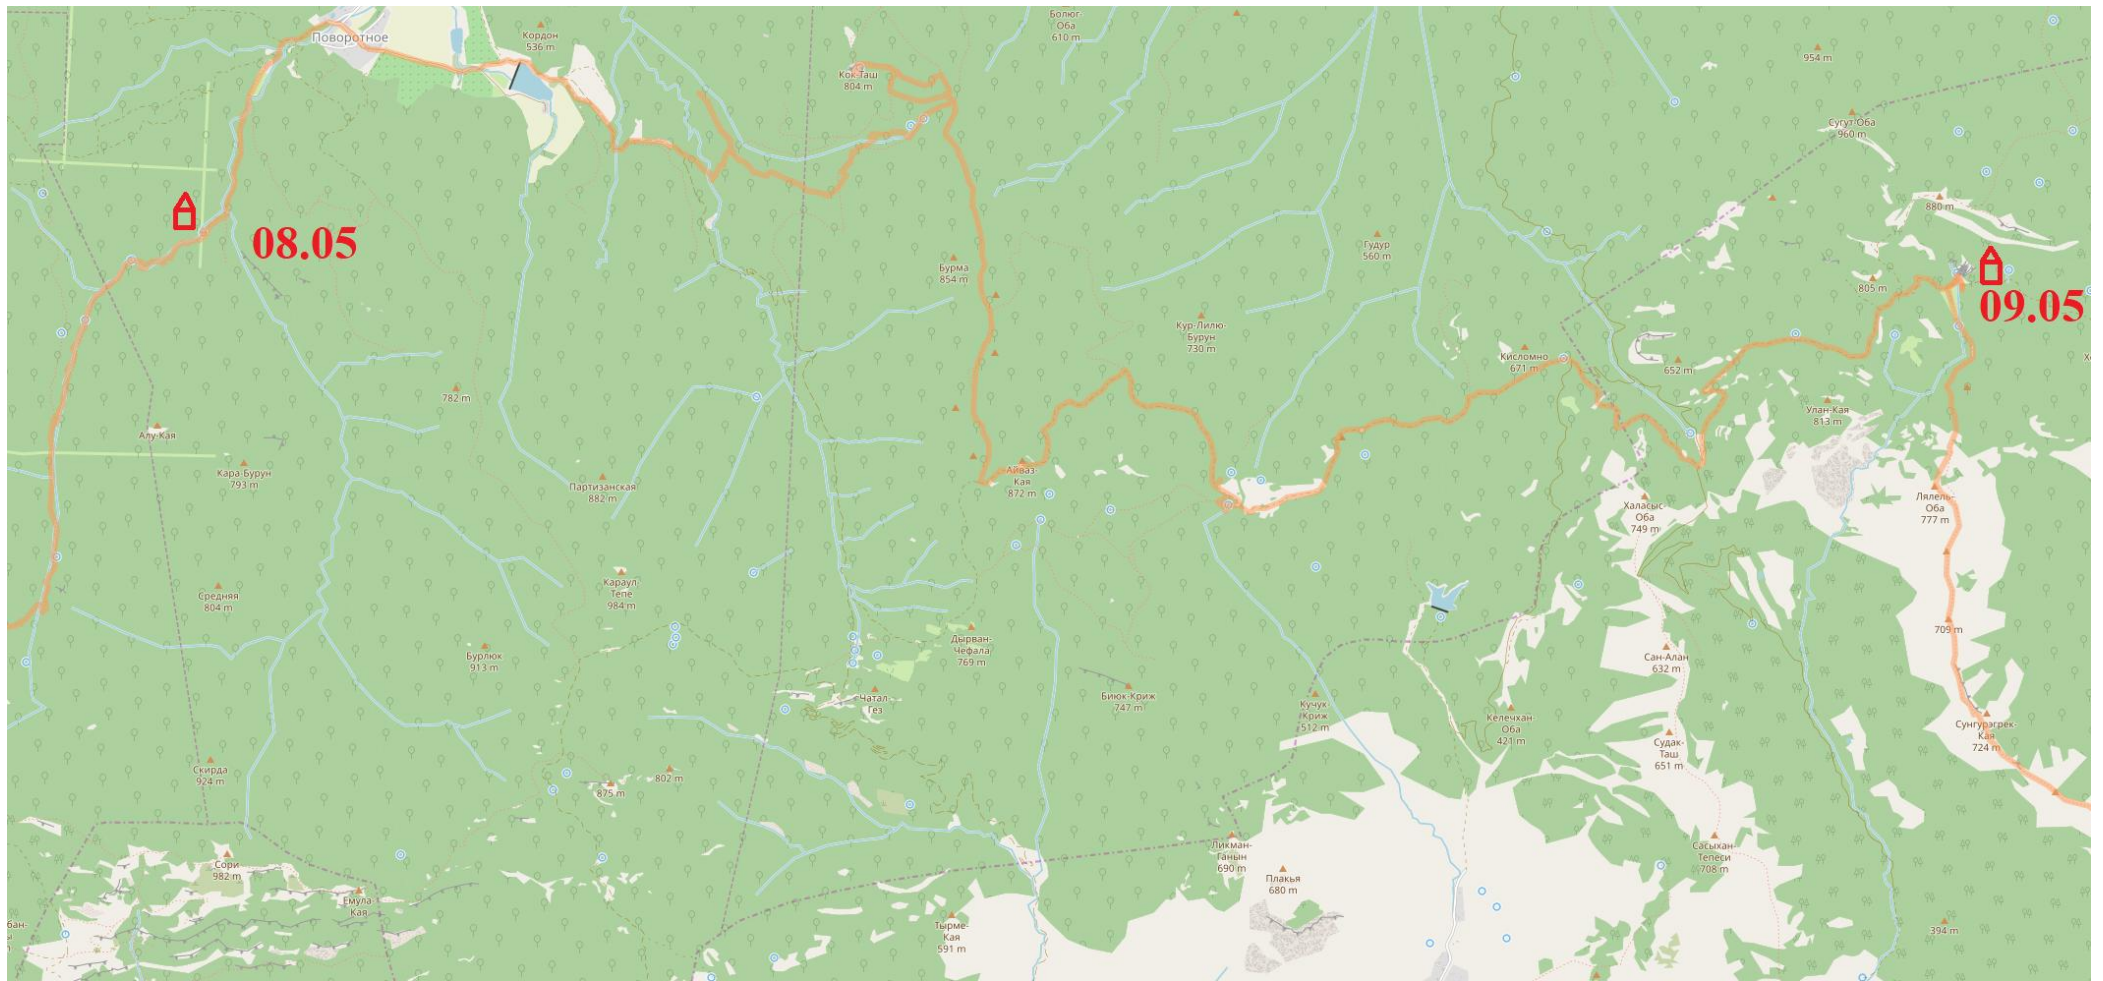 Поворотное
Кордон
536 m
Болюг-
Оба
610 m
954 m
Кок-Таш
804 m
Сугут-Оба
960 m
08.05
880 m
Гудур
560 m
Бурма
854 m
805 m
09.05
Кур-Лилю-
Бурун
730 m
Кисломно
671 m
652 m
782 m
Улан-Кая
813 m
Алу-Кая
Кара-Бурун
793 m
Партизанская
882 m
Айваз-
Кая
872 m
Халасыс
Оба
749 m
Лялель-
Оба
777 m
Караул-
Тепе
984 m
Средняя
804 m
709 m
Дырван-
Чефала
769 m
Бурлюк
913 m
Сан-Алан
632 m
Чатал-
Гез
Биюк-Криж
747 m
Кучук-
Криж
512 m
Келечхан-
Оба
421 m
Сунгурэгрек-
Кая
724 m
Судак-
Таш
651 m
Скирда
924 m
802 m
875 m
Ликман-
Ганын
690 m
Сасыхан-
Тепеси
708 m
Сори
982 m
Плакья
680 m
Емула-
Кая
Тырме-
Кая
591 m
394 m